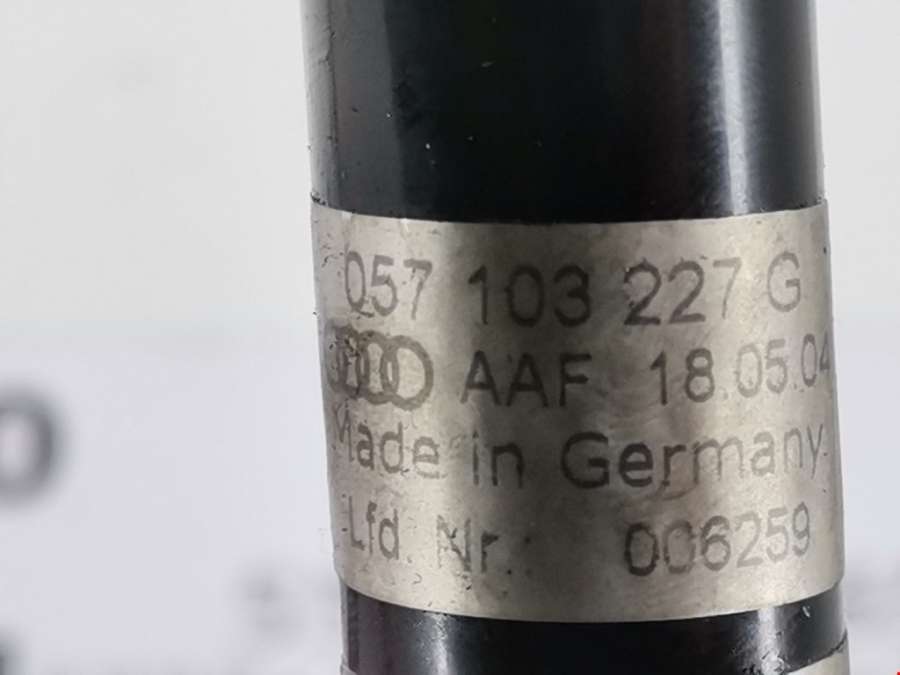 057 103 227 G
AAF 18.05.04
Made in Germany
Lfd. Nr.: 006259